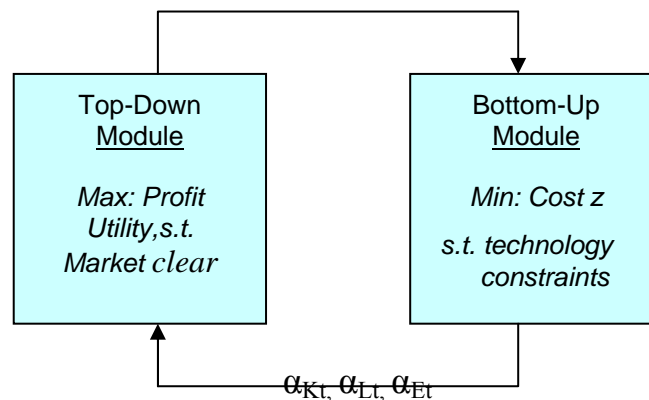 Top-Down
Module
Max: Profit
Utility,s.t.
Market clear
Bottom-Up
Module
Min: Cost z
s.t. technology
constraints
αKt, αLt, αEt